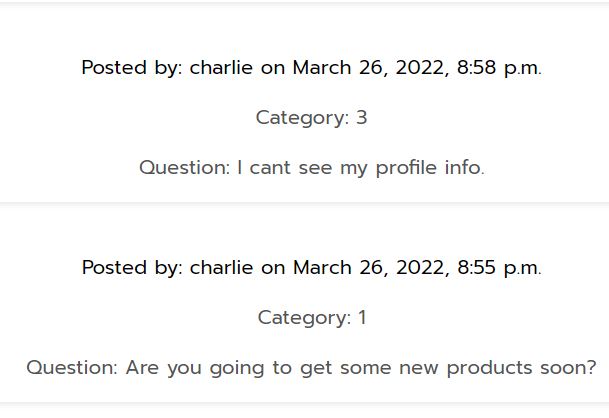 Posted by: charlie on March 26, 2022, 8:58 p.m.
Category: 3
Question: I cant see my profile info.
Posted by: charlie on March 26, 2022, 8:55 p.m.
Category: 1
Question: Are you going to get some new products soon?